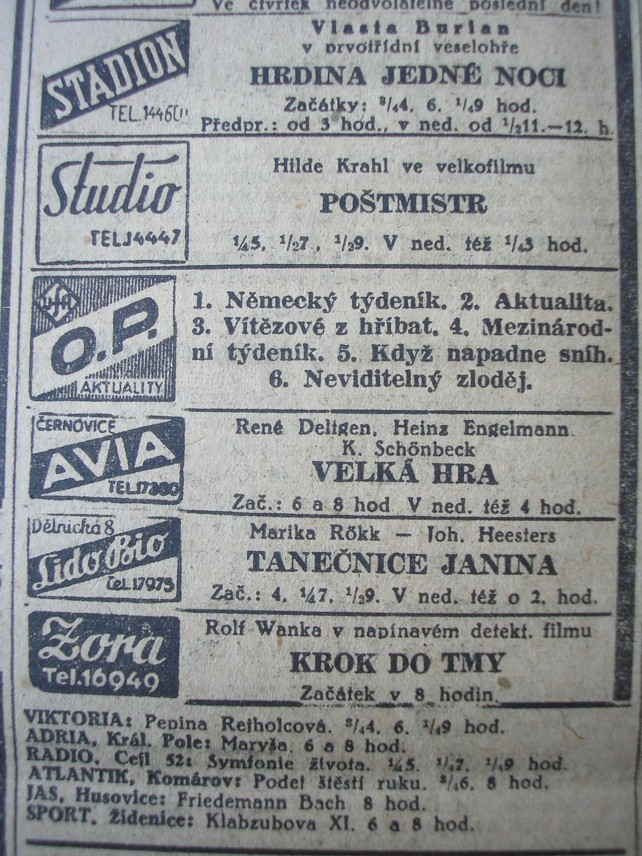 Ve čtvrtek neodvolatelně poslední den!
STADION
TEL. 14460
Vlasta Burian
v prvotřídní veselohře
HRDINA JEDNÉ NOCI
Začátky: ³/₄4, 6, ¹/₄9 hod.
Předpr.: od 3 hod., v ned. od ¹/₂11.—12. h.
Studio
TEL.14447
Hilde Krahl ve velkofilmu
POŠTMISTR
¼5, ¹/₂7, ¹/₂9. V ned. též ¹/₄3 hod.
Ufa
O.P.
AKTUALITY
1. Německý týdeník. 2. Aktualita.
3. Vítězové z hříbat. 4. Mezinárod-
ní týdeník. 5. Když napadne sníh.
6. Neviditelný zloděj.
ČERNOVICE
AVIA
TEL.17380
René Deltgen, Heinz Engelmann.
K. Schönbeck
VELKÁ HRA
Zač.: 6 a 8 hod V ned. též 4 hod.
Dělnická 8
Lido Bio
Tel. 17975
Marika Rökk — Joh. Heesters
TANEČNICE JANINA
Zač.: 4, ¼7, ¹/₂9. V ned. též o 2. hod.
Zora
Tel.16949
Rolf Wanka v napínavém detekt. filmu
KROK DO TMY
Začátek v 8 hodin.
VIKTORIA: Pepina Rejholcová. ³/₄4, 6, ¹/₄9 hod.
ADRIA, Král. Pole: Maryša. 6 a 8 hod.
RADIO, Cejl 52: Symfonie života. ¼5, ¹/₄7, ¹/₄9 hod.
ATLANTIK, Komárov: Podej štěstí ruku. ³/₄6, 8 hod.
JAS, Husovice: Friedemann Bach 8 hod.
SPORT, Židenice: Klabzubova XI. 6 a 8 hod.